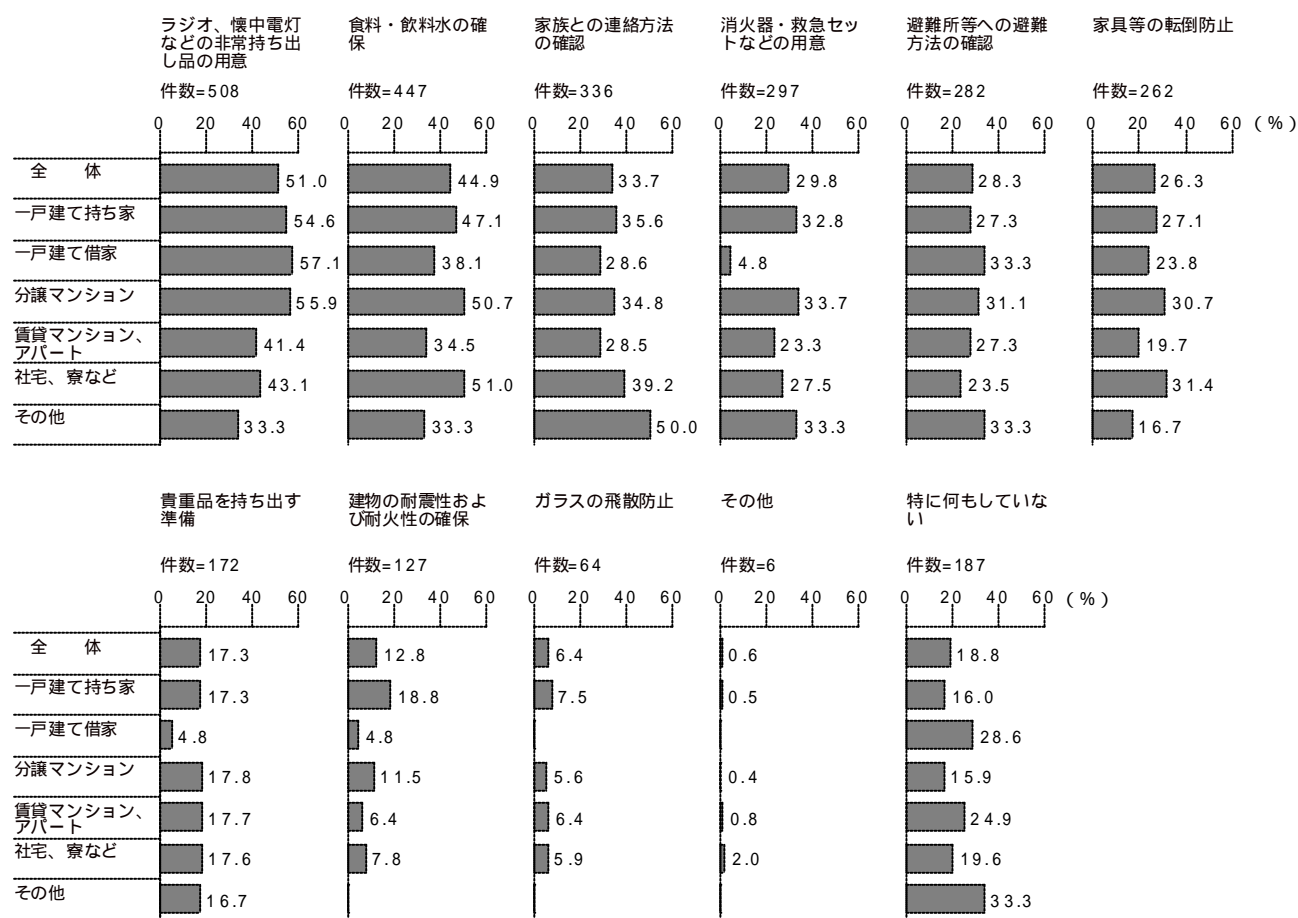 ラジオ、懐中電灯 食料・飲料水の確 家族との連絡方法 消火器・救急セッ 避難所等への避難 家具等の転倒防止
などの非常持ち出 保 の確認 トなどの用意 方法の確認
し品の用意
件数=508 件数=447 件数=336 件数=297 件数=282 件数=262
0 20 40 60 0 20 40 60 0 20 40 60 0 20 40 60 0 20 40 60 0 20 40 60 (%)
全 体 51.0 44.9 33.7 29.8 28.3 26.3
一戸建て持ち家 54.6 47.1 35.6 32.8 27.3 27.1
一戸建て借家 57.1 38.1 28.6 4.8 33.3 23.8
分譲マンション 55.9 50.7 34.8 33.7 31.1 30.7
賃貸マンション、
アパート 41.4 34.5 28.5 23.3 27.3 19.7
社宅、寮など 43.1 51.0 39.2 27.5 23.5 31.4
その他 33.3 33.3 50.0 33.3 33.3 16.7
貴重品を持ち出す 建物の耐震性およ ガラスの飛散防止 その他 特に何もしていな
準備 び耐火性の確保 い
件数=172 件数=127 件数=64 件数=6 件数=187
0 20 40 60 0 20 40 60 0 20 40 60 0 20 40 60 0 20 40 60 (%)
全 体 17.3 12.8 6.4 0.6 18.8
一戸建て持ち家 17.3 18.8 7.5 0.5 16.0
一戸建て借家 4.8 4.8 28.6
分譲マンション 17.8 11.5 5.6 0.4 15.9
賃貸マンション、
アパート 17.7 6.4 6.4 0.8 24.9
社宅、寮など 17.6 7.8 5.9 2.0 19.6
その他 16.7 33.3